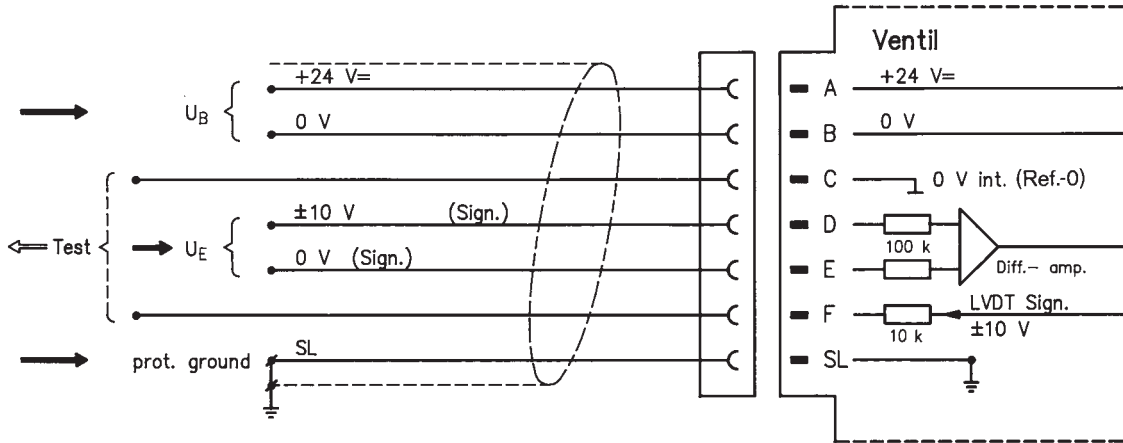 Ventil
+24 V=
A
+24 V=
U_B
0 V
B
0 V
C
0 V int. (Ref.-0)
±10 V (Sign.)
D
100 k
Test
U_E
0 V (Sign.)
E
Diff.– amp.
F
LVDT Sign.
10 k
±10 V
prot. ground
SL
SL